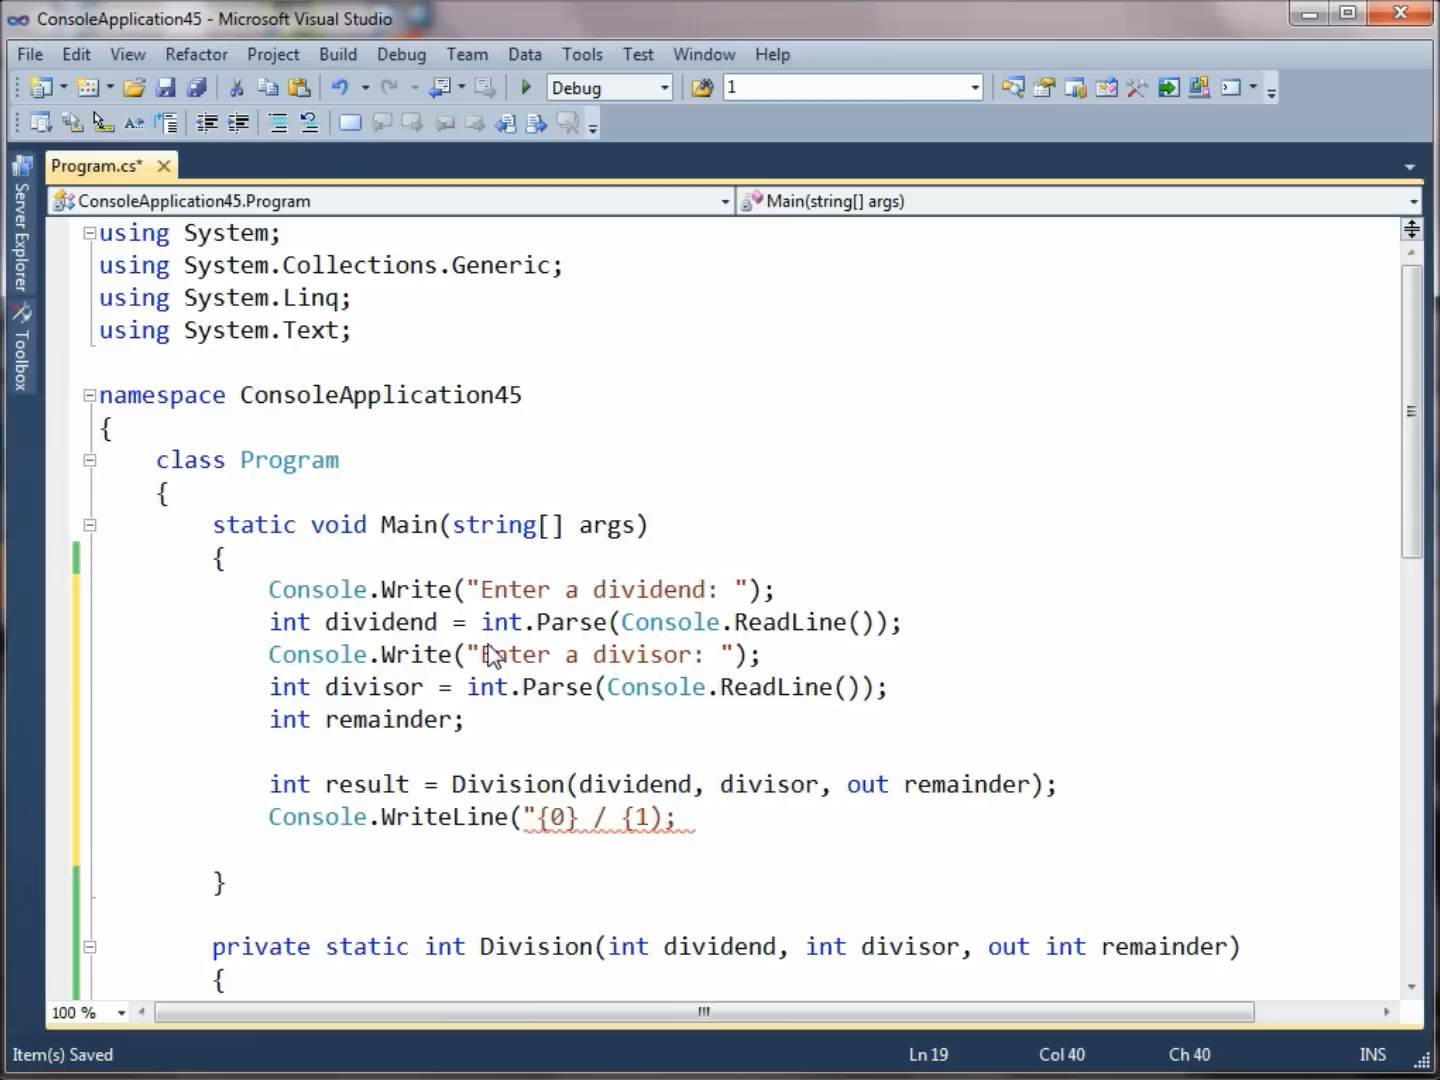 ConsoleApplication45 - Microsoft Visual Studio
File Edit View Refactor Project Build Debug Team Data Tools Test Window Help
Debug 1
Program.cs*
ConsoleApplication45.Program Main(string[] args)
Server Explorer
Toolbox
using System;
using System.Collections.Generic;
using System.Linq;
using System.Text;
namespace ConsoleApplication45
{
class Program
{
static void Main(string[] args)
{
Console.Write("Enter a dividend: ");
int dividend = int.Parse(Console.ReadLine());
Console.Write("Enter a divisor: ");
int divisor = int.Parse(Console.ReadLine());
int remainder;
int result = Division(dividend, divisor, out remainder);
Console.WriteLine("{0} / {1);
}
private static int Division(int dividend, int divisor, out int remainder)
{
100 %
Item(s) Saved Ln 19 Col 40 Ch 40 INS